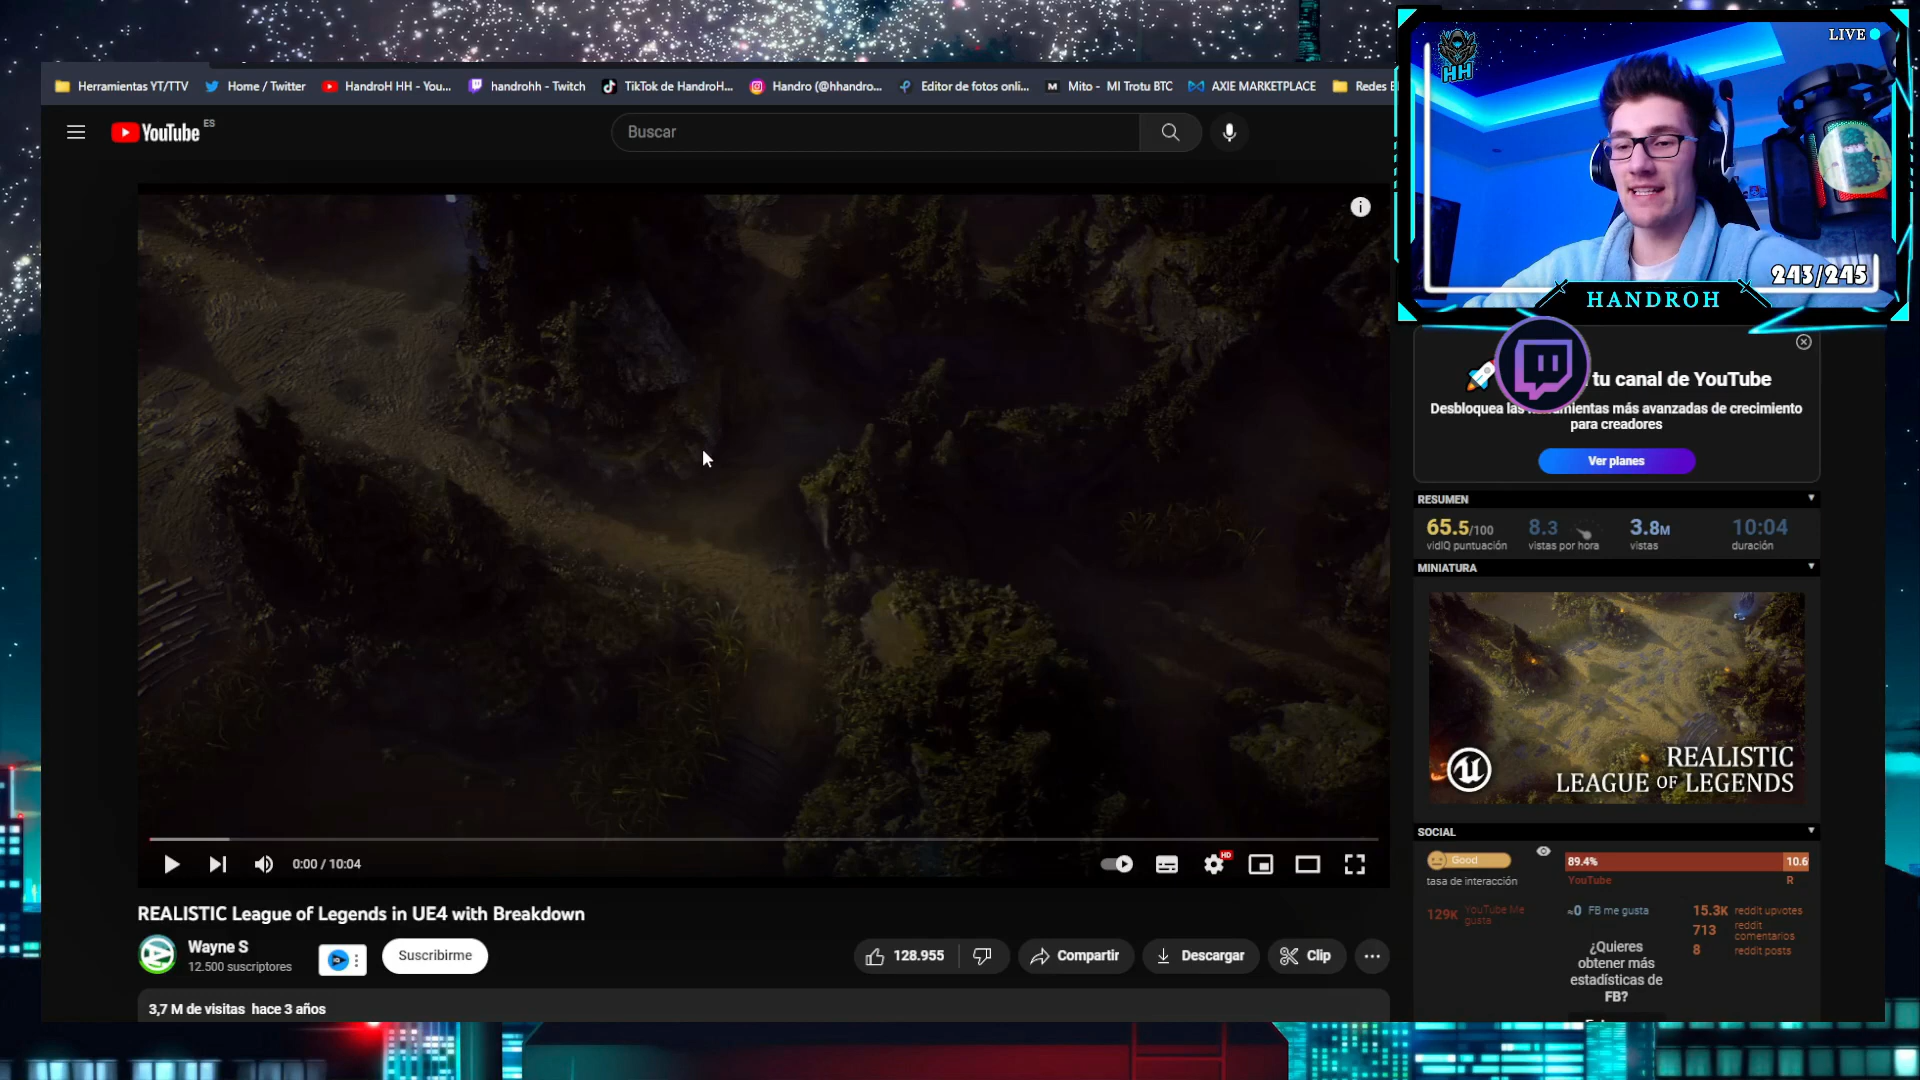 Herramientas YT/TTV
Home / Twitter
HandroH HH - You...
handrohh - Twitch
TikTok de HandroH...
Handro (@hhandro...
Editor de fotos onli...
Mito - MI Trotu BTC
AXIE MARKETPLACE
Redes
YouTube ES
Buscar
LIVE
HH
243/245
HANDROH
tu canal de YouTube
Desbloquea las herramientas más avanzadas de crecimiento
para creadores
Ver planes
RESUMEN
65.5/100
8.3
3.8M
10:04
vidIQ puntuación
vistas por hora
vistas
duración
MINIATURA
REALISTIC
LEAGUE OF LEGENDS
SOCIAL
Good
89.4%
10.6
tasa de interacción
YouTube
R
129K YouTube Me gusta
≈0 FB me gusta
15.3K reddit upvotes
713 reddit comentarios
8 reddit posts
¿Quieres
obtener más
estadísticas de
FB?
0:00 / 10:04
HD
REALISTIC League of Legends in UE4 with Breakdown
Wayne S
12.500 suscriptores
Suscribirme
128.955
Compartir
Descargar
Clip
3,7 M de visitas hace 3 años